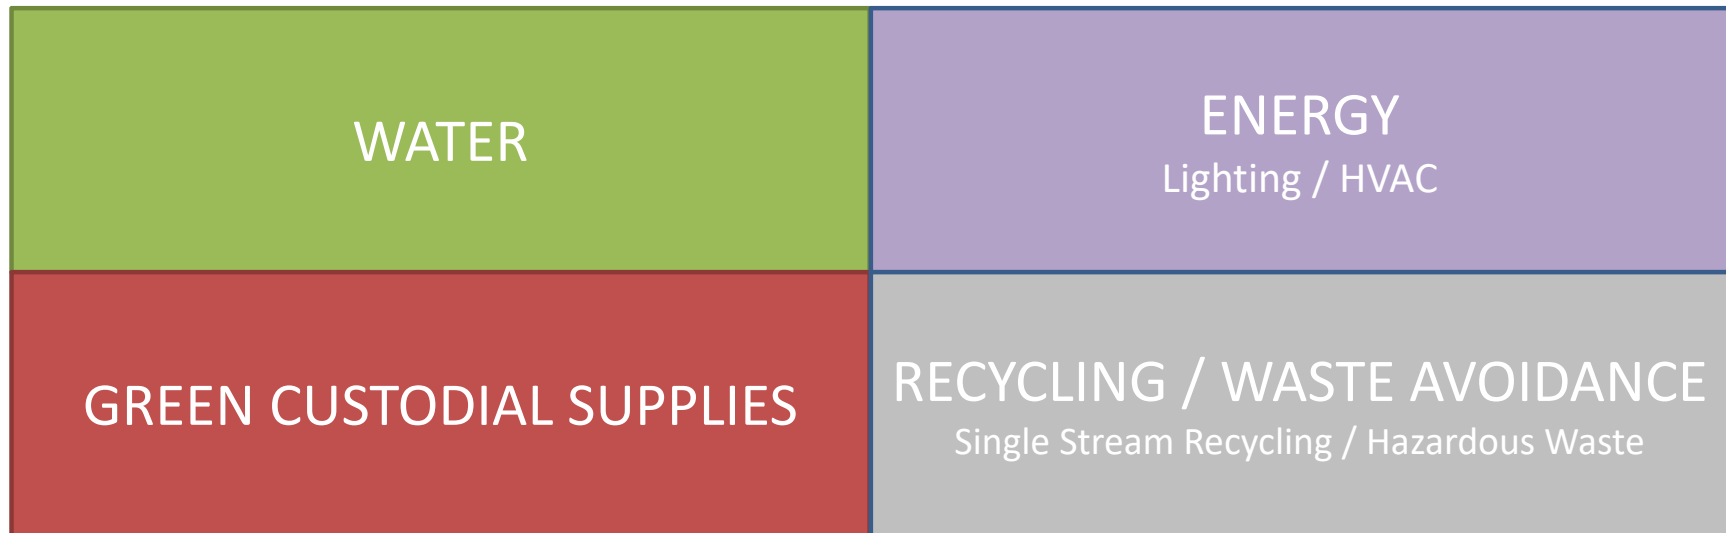 WATER
ENERGY
Lighting / HVAC
GREEN CUSTODIAL SUPPLIES
RECYCLING / WASTE AVOIDANCE
Single Stream Recycling / Hazardous Waste